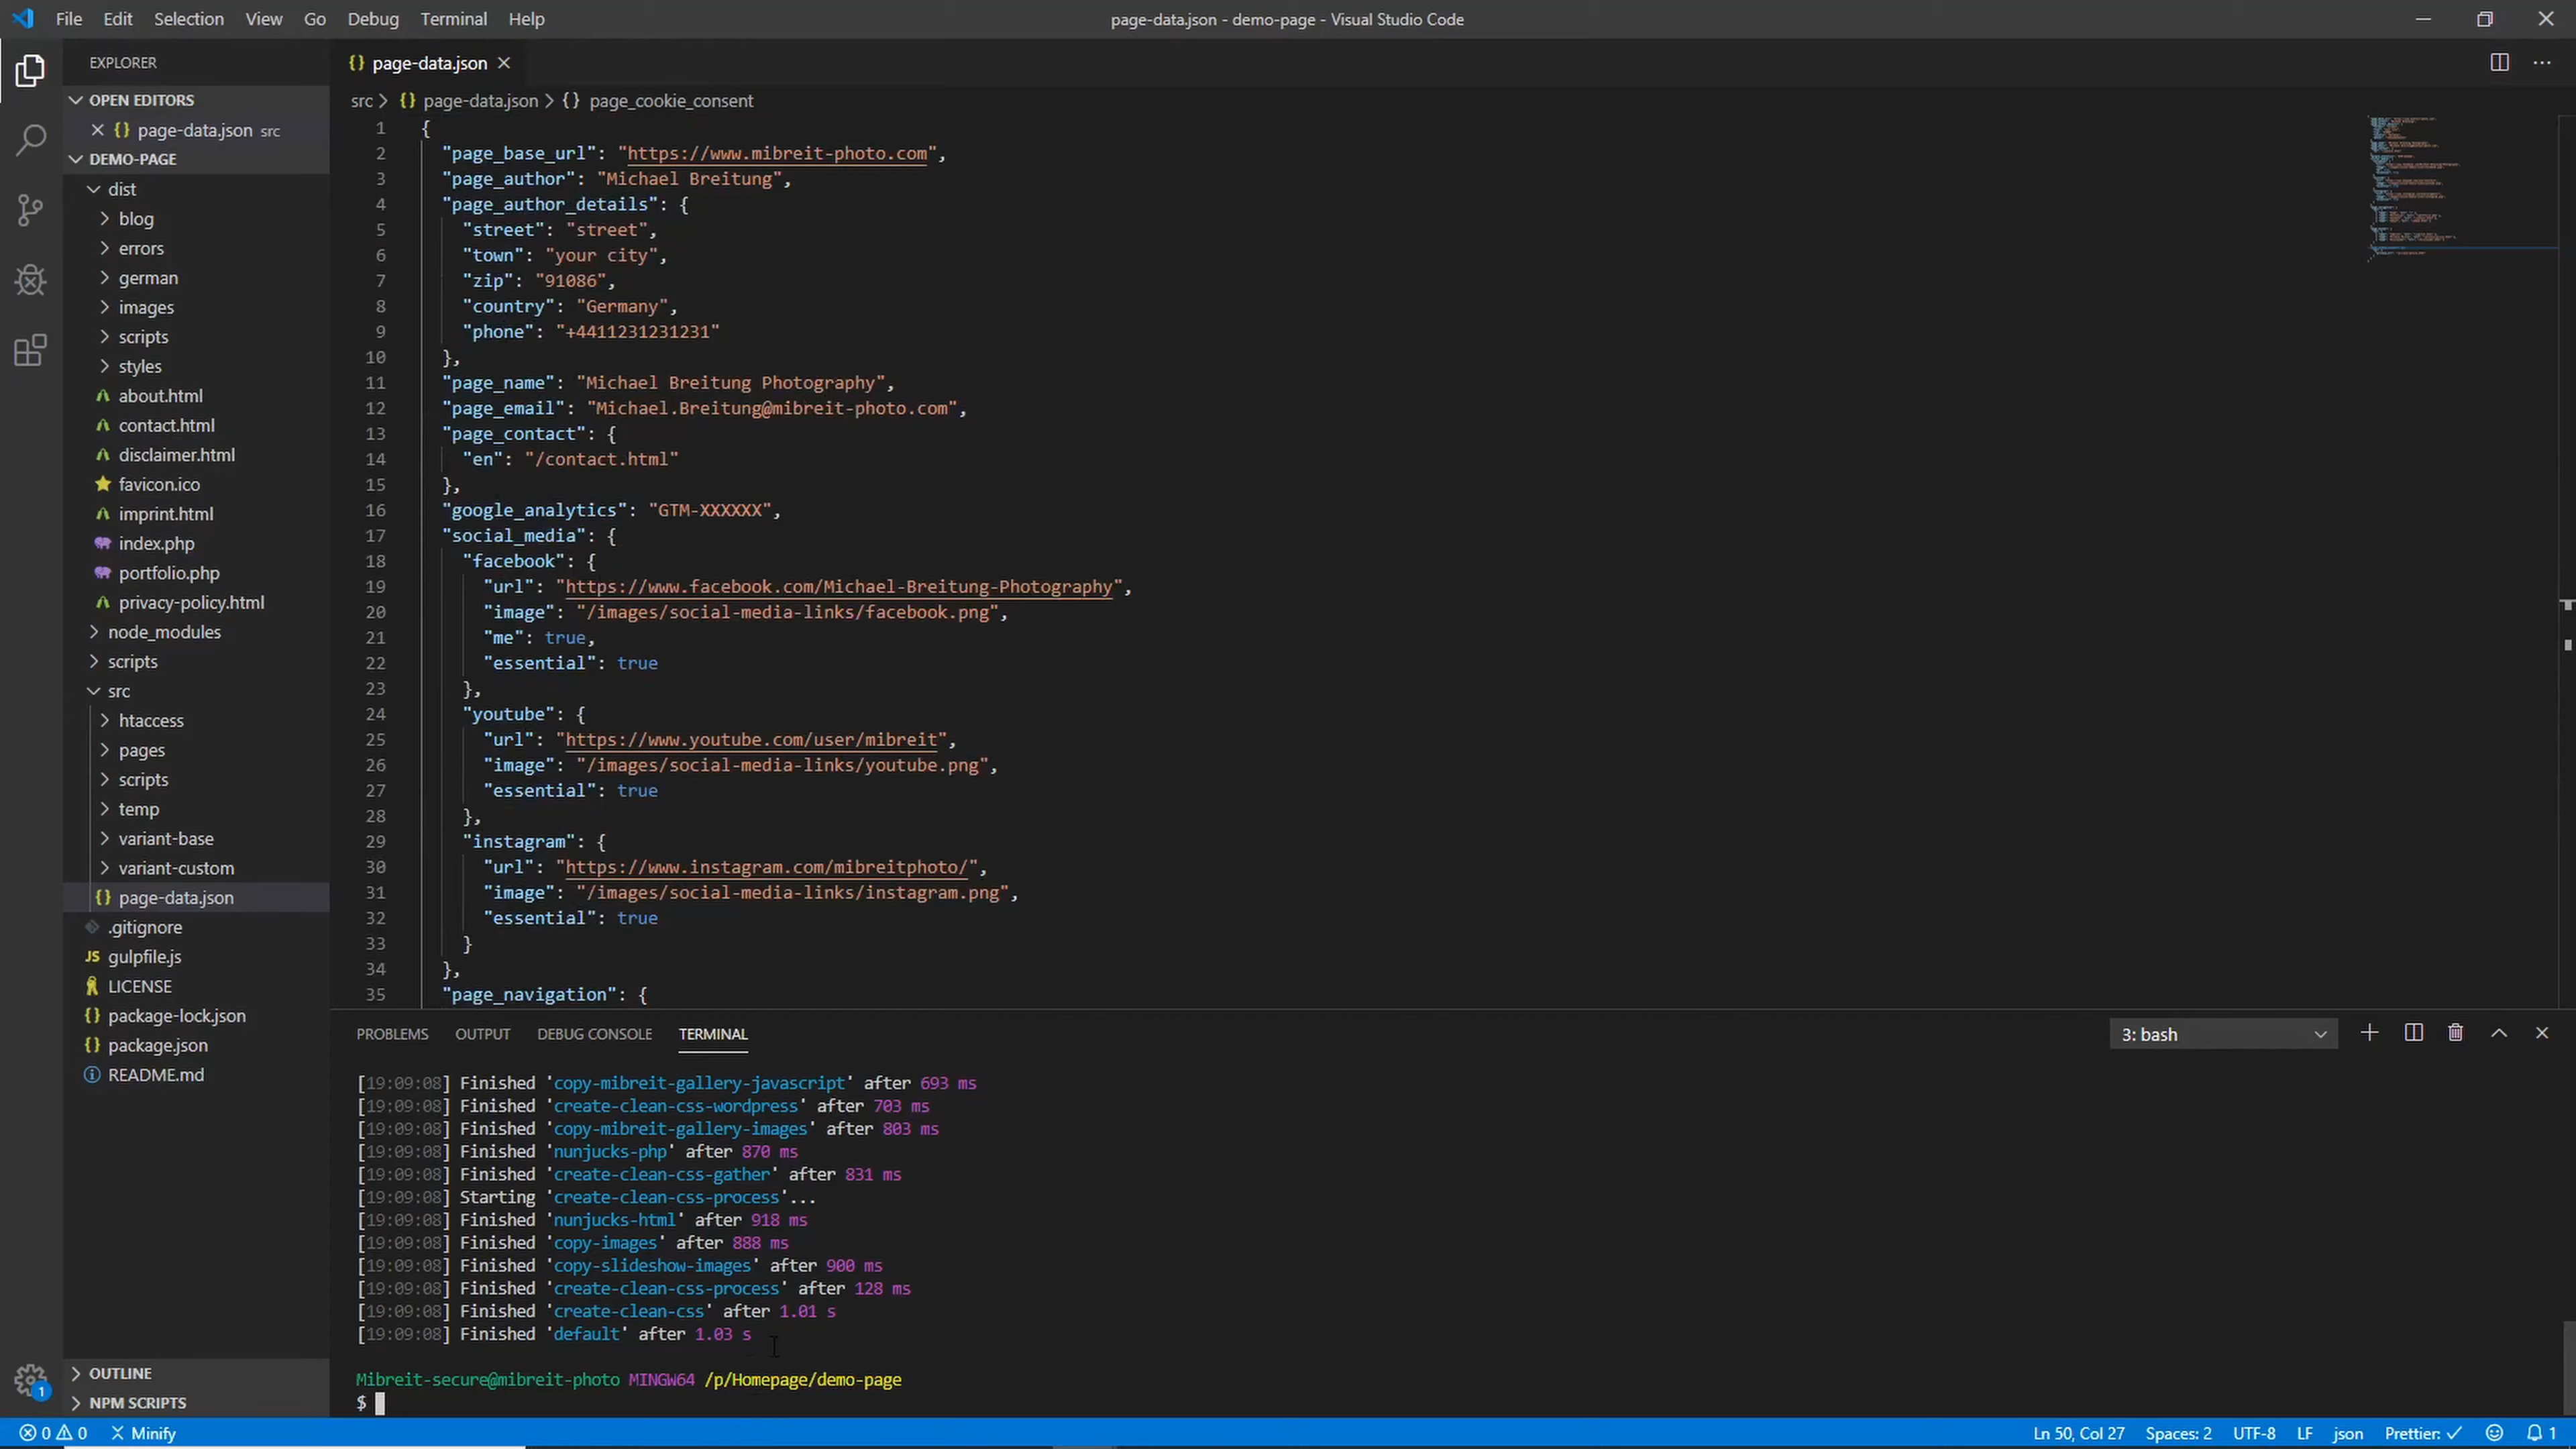 File Edit Selection View Go Debug Terminal Help
page-data.json - demo-page - Visual Studio Code
EXPLORER
OPEN EDITORS
page-data.json src
DEMO-PAGE
dist
blog
errors
german
images
scripts
styles
about.html
contact.html
disclaimer.html
favicon.ico
imprint.html
index.php
portfolio.php
privacy-policy.html
node_modules
scripts
src
htaccess
pages
scripts
temp
variant-base
variant-custom
page-data.json
.gitignore
gulpfile.js
LICENSE
package-lock.json
package.json
README.md
OUTLINE
NPM SCRIPTS
page-data.json
src > {} page-data.json > {} page_cookie_consent
1 {
2 "page_base_url": "https://www.mibreit-photo.com",
3 "page_author": "Michael Breitung",
4 "page_author_details": {
5 "street": "street",
6 "town": "your city",
7 "zip": "91086",
8 "country": "Germany",
9 "phone": "+4411231231231"
10 },
11 "page_name": "Michael Breitung Photography",
12 "page_email": "Michael.Breitung@mibreit-photo.com",
13 "page_contact": {
14 "en": "/contact.html"
15 },
16 "google_analytics": "GTM-XXXXXX",
17 "social_media": {
18 "facebook": {
19 "url": "https://www.facebook.com/Michael-Breitung-Photography",
20 "image": "/images/social-media-links/facebook.png",
21 "me": true,
22 "essential": true
23 },
24 "youtube": {
25 "url": "https://www.youtube.com/user/mibreit",
26 "image": "/images/social-media-links/youtube.png",
27 "essential": true
28 },
29 "instagram": {
30 "url": "https://www.instagram.com/mibreitphoto/",
31 "image": "/images/social-media-links/instagram.png",
32 "essential": true
33 }
34 },
35 "page_navigation": {
PROBLEMS OUTPUT DEBUG CONSOLE TERMINAL
3: bash
[19:09:08] Finished 'copy-mibreit-gallery-javascript' after 693 ms
[19:09:08] Finished 'create-clean-css-wordpress' after 703 ms
[19:09:08] Finished 'copy-mibreit-gallery-images' after 803 ms
[19:09:08] Finished 'nunjucks-php' after 870 ms
[19:09:08] Finished 'create-clean-css-gather' after 831 ms
[19:09:08] Starting 'create-clean-css-process'...
[19:09:08] Finished 'nunjucks-html' after 918 ms
[19:09:08] Finished 'copy-images' after 888 ms
[19:09:08] Finished 'copy-slideshow-images' after 900 ms
[19:09:08] Finished 'create-clean-css-process' after 128 ms
[19:09:08] Finished 'create-clean-css' after 1.01 s
[19:09:08] Finished 'default' after 1.03 s
Mibreit-secure@mibreit-photo MINGW64 /p/Homepage/demo-page
$
1
0 0 Minify
Ln 50, Col 27 Spaces: 2 UTF-8 LF json Prettier: ✓ 1